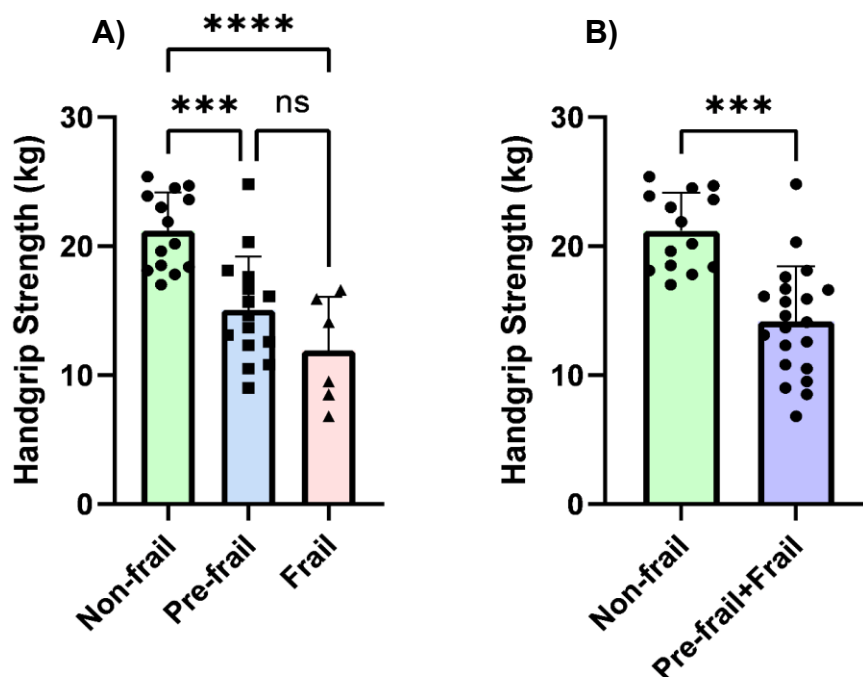 A)
****
***
ns
Handgrip Strength (kg)
30
20
10
0
Non-frail
Pre-frail
Frail
B)
***
Handgrip Strength (kg)
30
20
10
0
Non-frail
Pre-frail+Frail